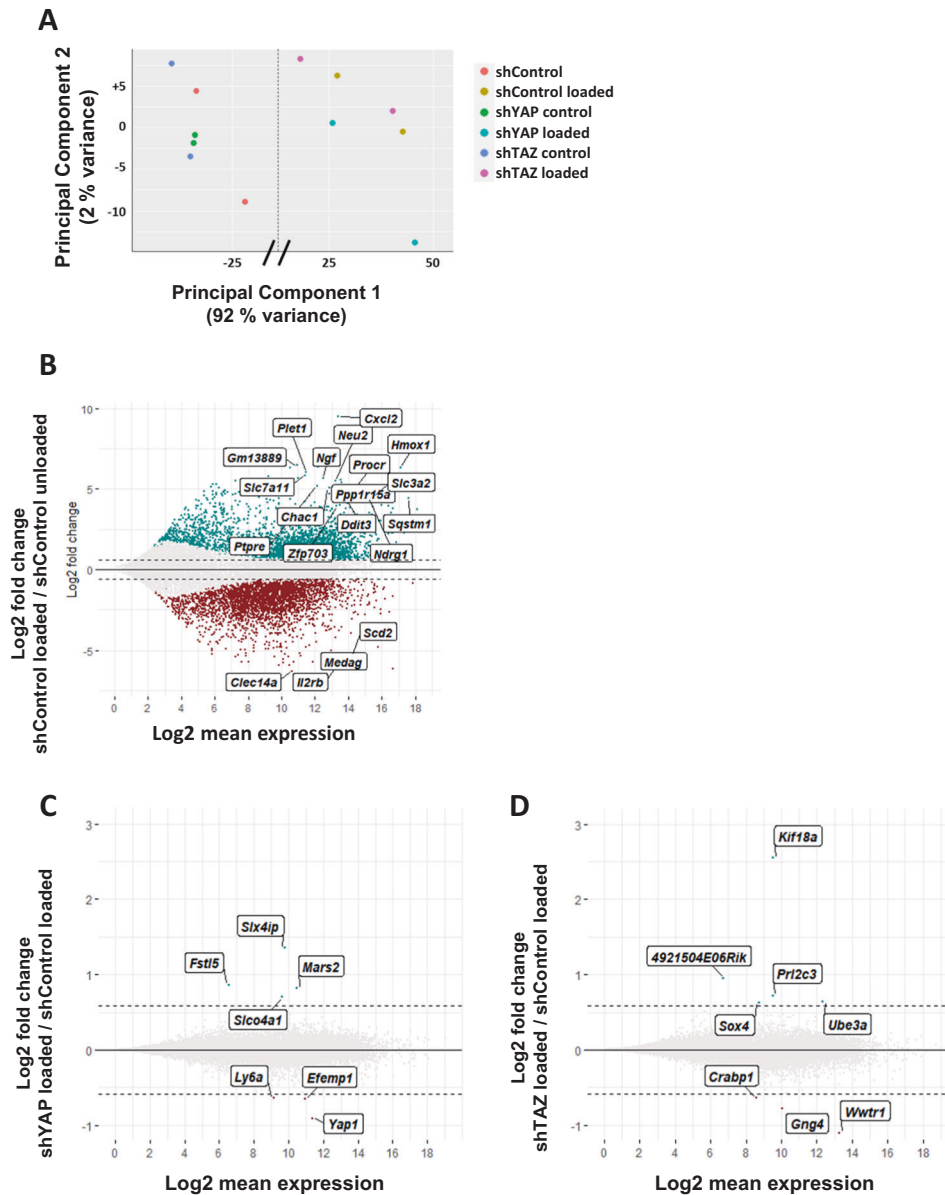 A
Principal Component 2
(2 % variance)
+5
0
-5
-10
-25
25
50
Principal Component 1
(92 % variance)
shControl
shControl loaded
shYAP control
shYAP loaded
shTAZ control
shTAZ loaded
B
Log2 fold change
shControl loaded / shControl unloaded
Log2 fold change
10
5
0
-5
Cxcl2
Plet1
Neu2
Hmox1
Gm13889
Ngf
Procr
Slc7a11
Slc3a2
Ppp1r15a
Chac1
Ddit3
Sqstm1
Ptpre
Zfp703
Ndrg1
Scd2
Medag
Clec14a
Il2rb
0 2 4 6 8 10 12 14 16 18
Log2 mean expression
C
Log2 fold change
shYAP loaded / shControl loaded
3
2
1
0
-1
Slx4ip
Fstl5
Mars2
Slco4a1
Ly6a
Efemp1
Yap1
0 2 4 6 8 10 12 14 16 18
Log2 mean expression
D
Log2 fold change
shTAZ loaded / shControl loaded
3
2
1
0
-1
Kif18a
4921504E06Rik
Prl2c3
Sox4
Ube3a
Crabp1
Wwtr1
Gng4
0 2 4 6 8 10 12 14 16 18
Log2 mean expression